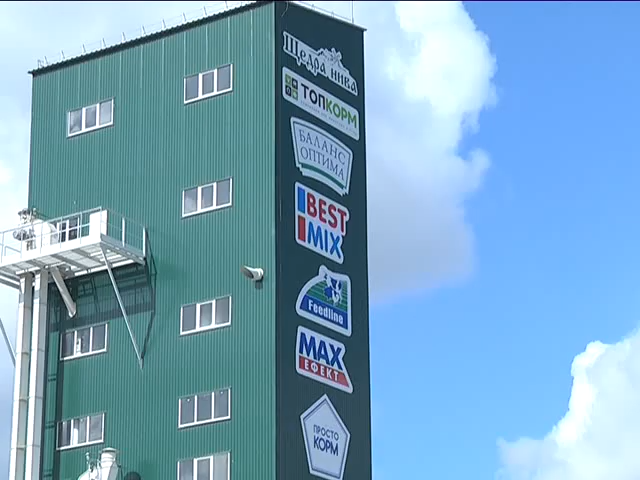 Щедра нива
ТОПКОРМ
БАЛАНС
ОПТИМА
BEST
MIX
Feedline
MAX
ЕФЕКТ
ПРОСТО
КОРМ